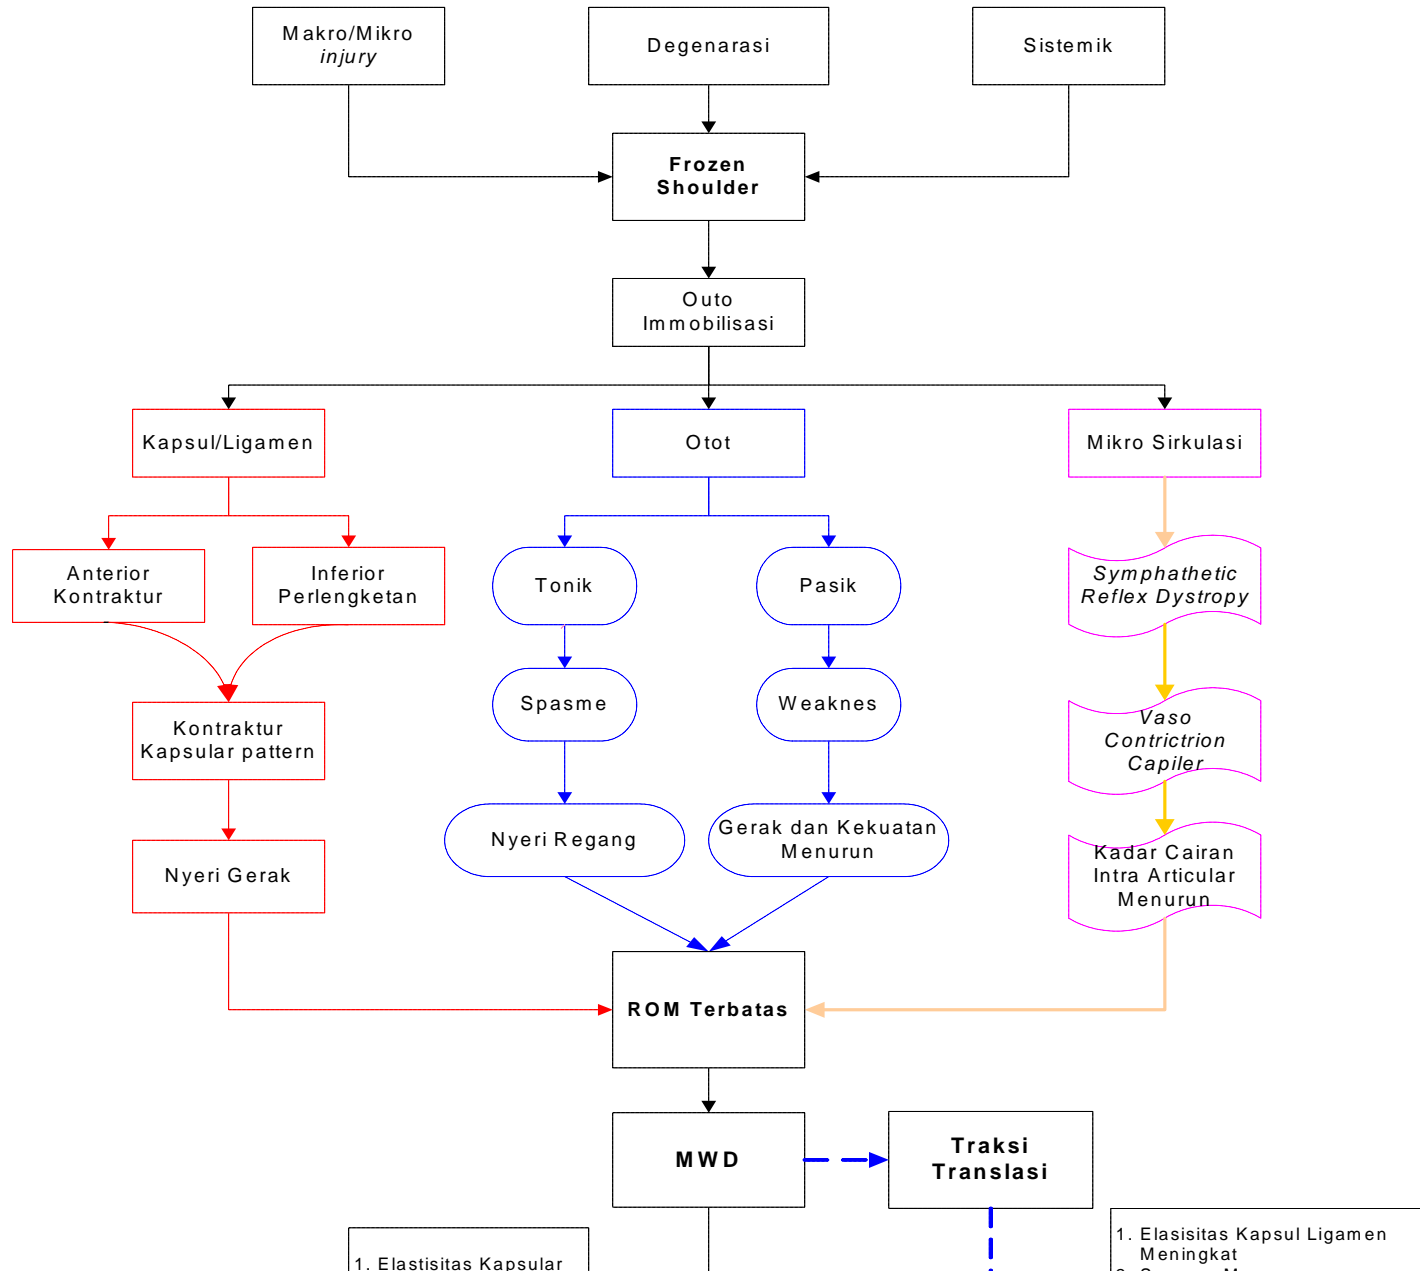 Makro/Mikro
injury
Degenarasi
Sistemik
Frozen
Shoulder
Outo
Immobilisasi
Kapsul/Ligamen
Otot
Mikro Sirkulasi
Anterior
Kontraktur
Inferior
Perlengketan
Tonik
Pasik
Symphathetic
Reflex Dystropy
Spasme
Weaknes
Vaso
Contrictrion
Capiler
Kontraktur
Kapsular pattern
Nyeri Regang
Gerak dan Kekuatan
Menurun
Kadar Cairan
Intra Articular
Menurun
Nyeri Gerak
ROM Terbatas
MWD
Traksi
Translasi
1. Elastisitas Kapsular
1. Elasisitas Kapsul Ligamen
Meningkat